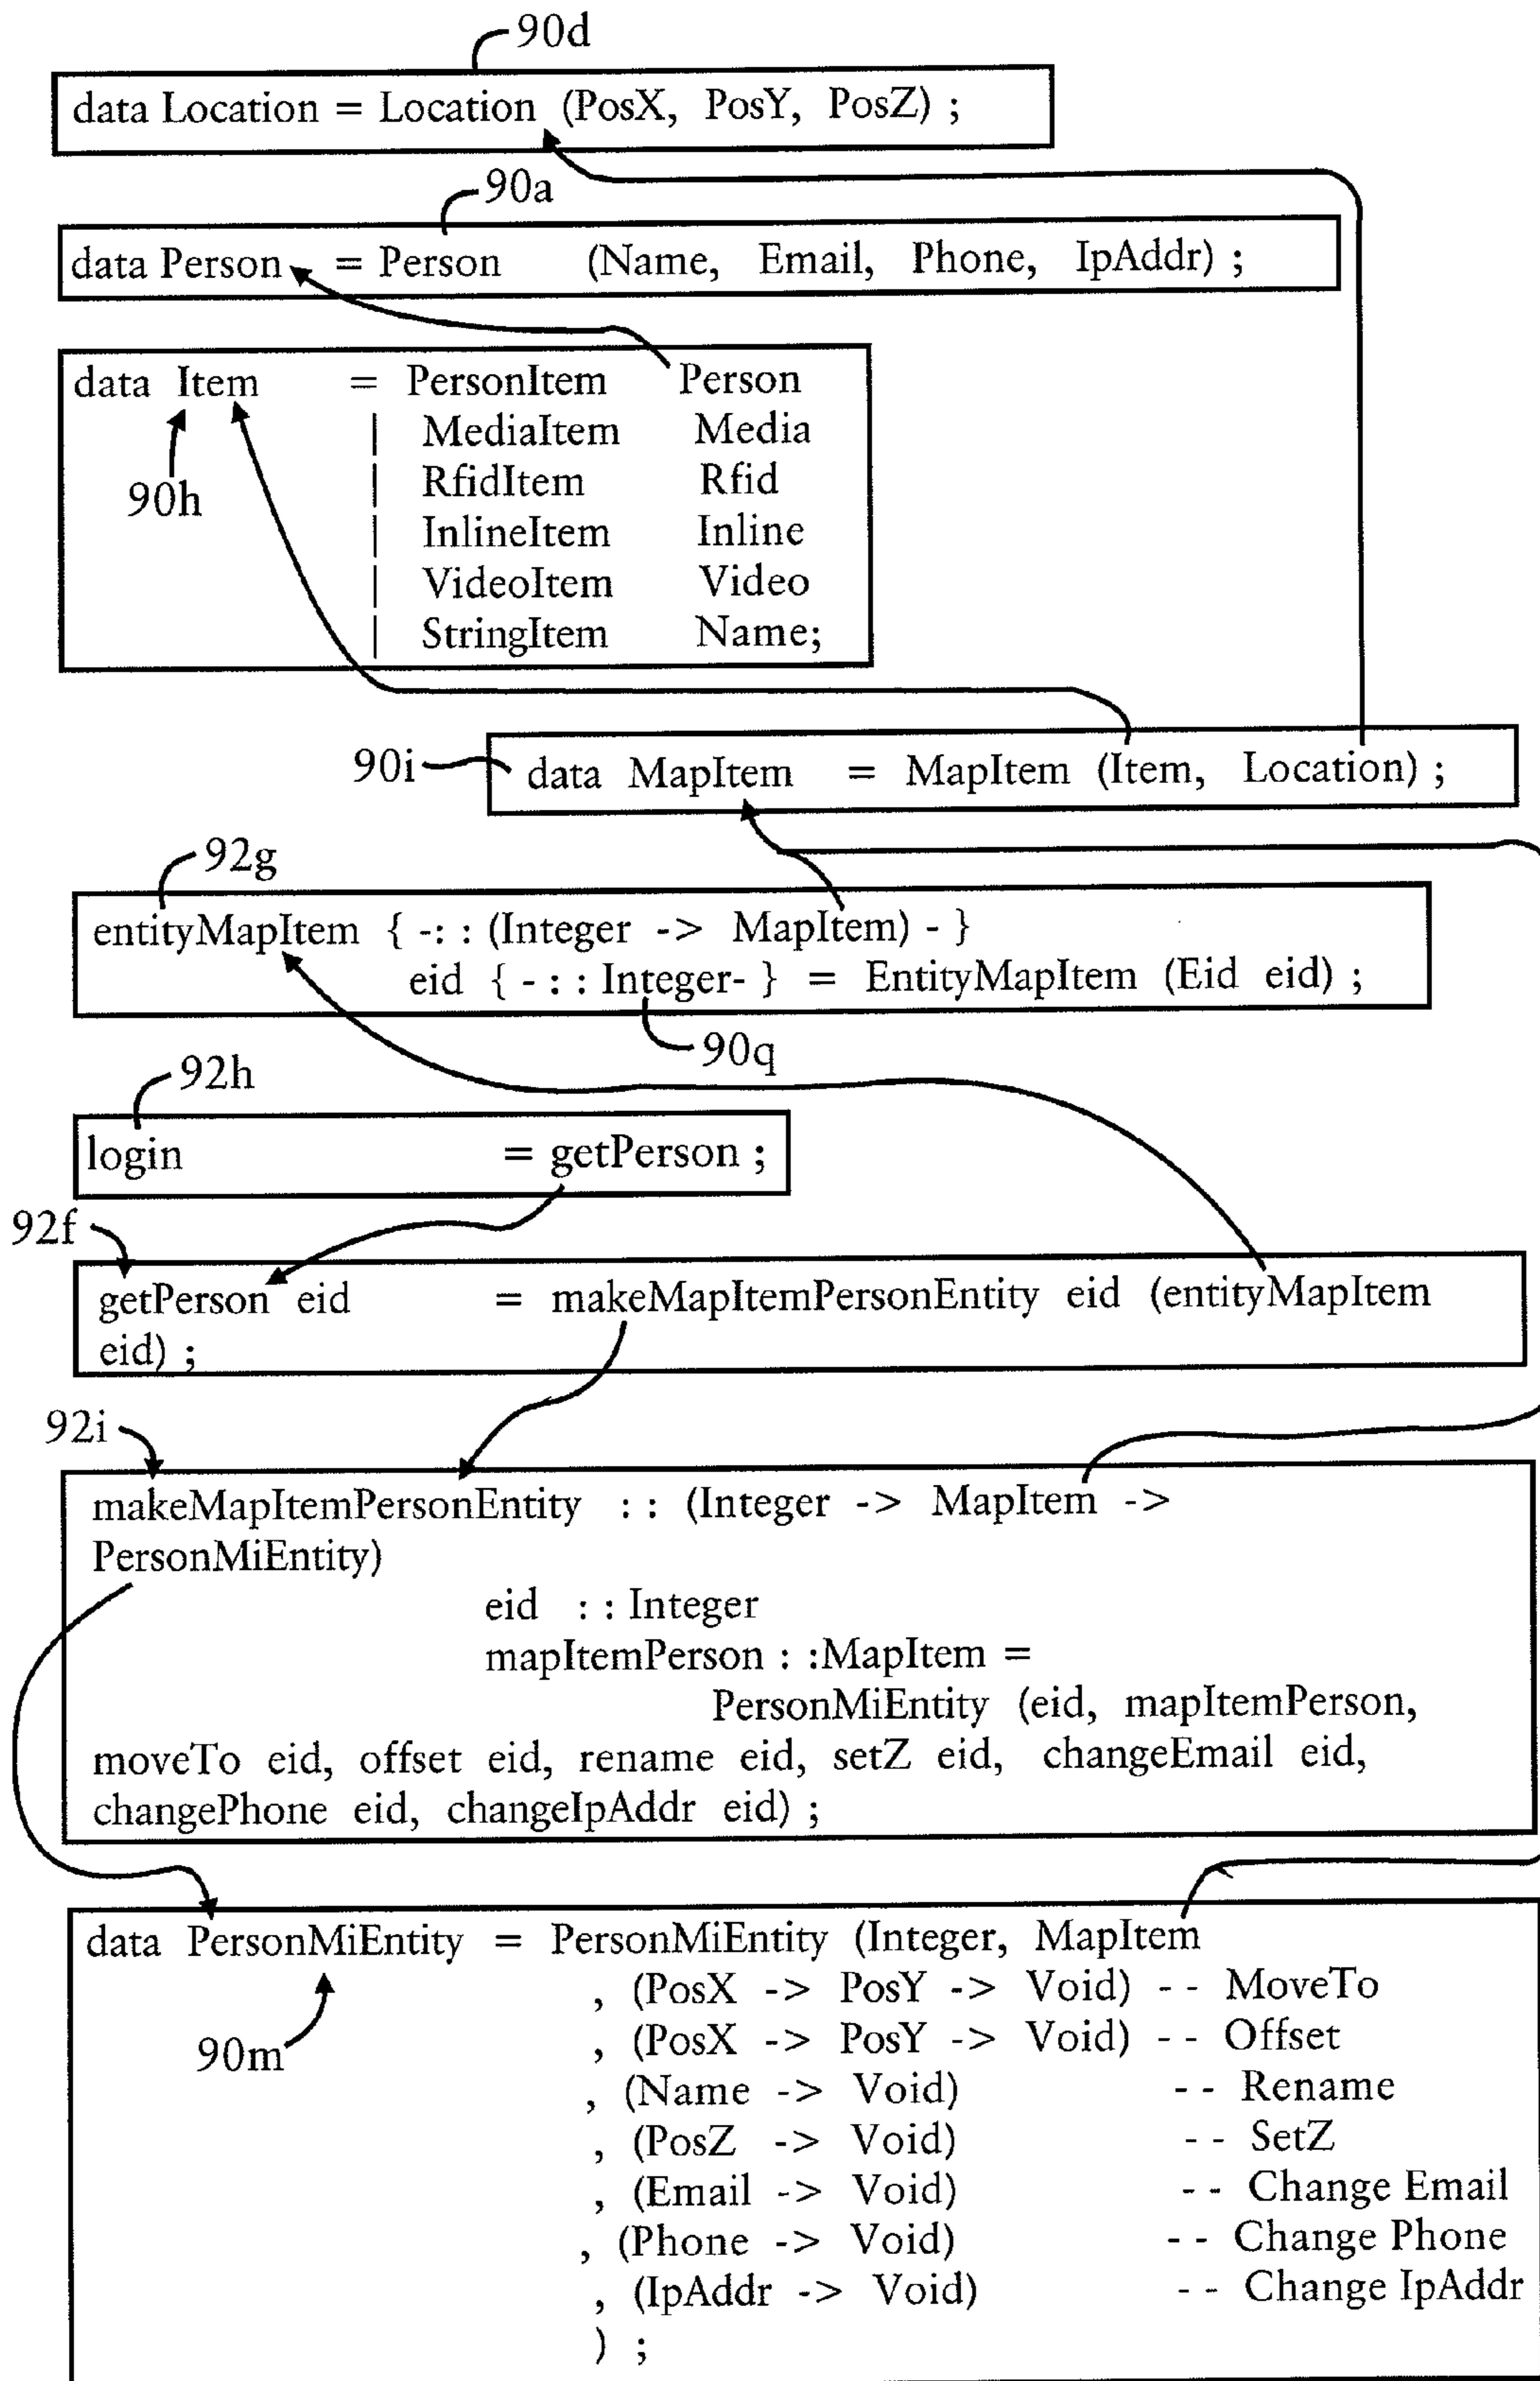 90d
data Location = Location (PosX, PosY, PosZ) ;
90a
data Person = Person (Name, Email, Phone, IpAddr) ;
data Item = PersonItem Person
| MediaItem Media
| RfidItem Rfid
90h
| InlineItem Inline
| VideoItem Video
| StringItem Name;
90i
data MapItem = MapItem (Item, Location) ;
92g
entityMapItem { -: : (Integer -> MapItem) - }
eid { - : : Integer- } = EntityMapItem (Eid eid) ;
90q
92h
login = getPerson ;
92f
getPerson eid = makeMapItemPersonEntity eid (entityMapItem
eid) ;
92i
makeMapItemPersonEntity : : (Integer -> MapItem ->
PersonMiEntity)
eid : : Integer
mapItemPerson : :MapItem =
PersonMiEntity (eid, mapItemPerson,
moveTo eid, offset eid, rename eid, setZ eid, changeEmail eid,
changePhone eid, changeIpAddr eid) ;
data PersonMiEntity = PersonMiEntity (Integer, MapItem
, (PosX -> PosY -> Void) - - MoveTo
, (PosX -> PosY -> Void) - - Offset
90m
, (Name -> Void) - - Rename
, (PosZ -> Void) - - SetZ
, (Email -> Void) - - Change Email
, (Phone -> Void) - - Change Phone
, (IpAddr -> Void) - - Change IpAddr
) ;